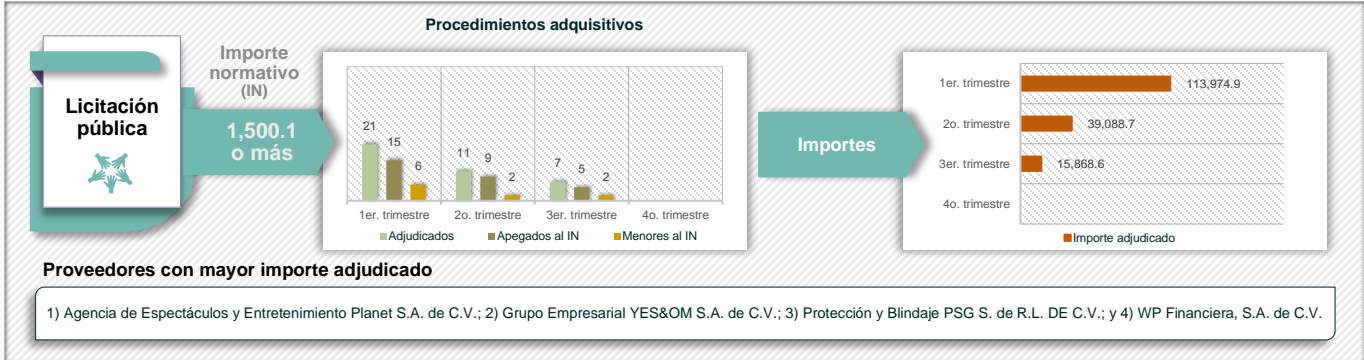 Procedimientos adquisitivos
Licitación
pública
Importe
normativo
(IN)
1,500.1
o más
21
15
6
11
9
2
7
5
2
1er. trimestre
2o. trimestre
3er. trimestre
4o. trimestre
Adjudicados
Apegados al IN
Menores al IN
Importes
1er. trimestre
113,974.9
2o. trimestre
39,088.7
3er. trimestre
15,868.6
4o. trimestre
Importe adjudicado
Proveedores con mayor importe adjudicado
1) Agencia de Espectáculos y Entretenimiento Planet S.A. de C.V.; 2) Grupo Empresarial YES&OM S.A. de C.V.; 3) Protección y Blindaje PSG S. de R.L. DE C.V.; y 4) WP Financiera, S.A. de C.V.